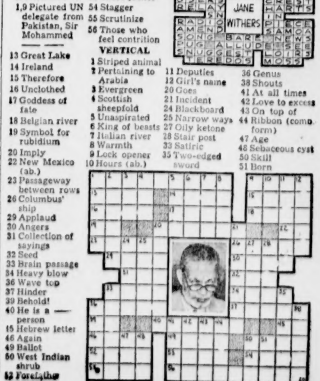 1,9 Pictured UN
delegate from
Pakistan, Sir
Mohammed
13 Great Lake
14 Ireland
15 Therefore
16 Unclothed
17 Goddess of
fate
18 Belgian river
19 Symbol for
rubidium
20 Imply
22 New Mexico
(ab.)
23 Passageway
between rows
26 Columbus'
ship
29 Applaud
30 Angers
31 Collection of
sayings
32 Seed
33 Brain passage
34 Heavy blow
36 Wave top
37 Hinder
39 Behold!
40 He is a —
person
45 Hebrew letter
46 Again
49 Ballot
50 West Indian
shrub
52 Forefather
54 Stagger
55 Scrutinize
56 Those who
feel contrition
VERTICAL
1 Striped animal
2 Pertaining to
Arabia
3 Evergreen
4 Scottish
sheepfold
5 Unaspirated
6 King of beasts
7 Italian river
8 Warmth
9 Lock opener
10 Hours (ab.)
11 Deputies
12 Girl's name
20 Goes
21 Incident
24 Blackboard
25 Narrow ways
27 Oily ketone
28 Stair post
32 Satiric
35 Two-edged
sword
36 Genus
38 Shouts
41 At all times
42 Love to excess
43 On top of
44 Ribbon (comb.
form)
47 Age
48 Sebaceous cyst
50 Skill
51 Born
JANE
WITHERS